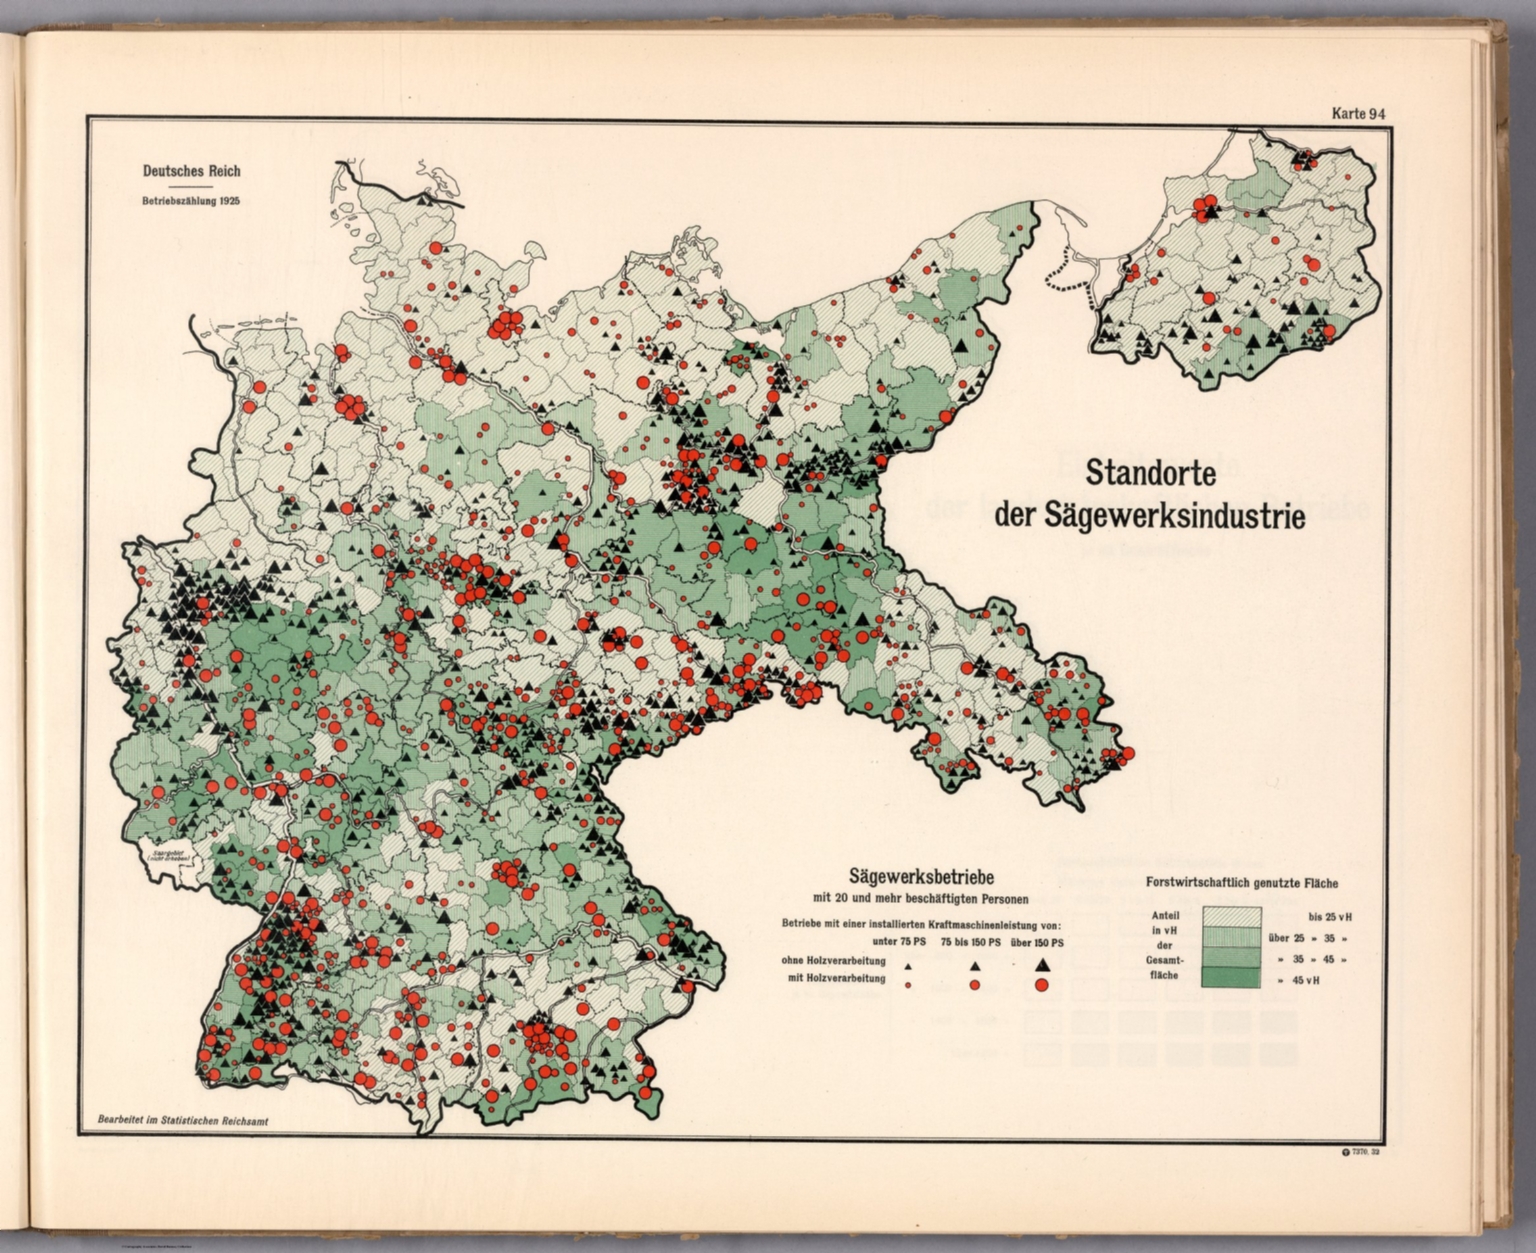 Karte 94
Deutsches Reich
Betriebszählung 1925
Standorte
der Sägewerksindustrie
Saargebiet
(nicht erhoben)
Sägewerksbetriebe
mit 20 und mehr beschäftigten Personen
Betriebe mit einer installierten Kraftmaschinenleistung von:
unter 75 PS 75 bis 150 PS über 150 PS
ohne Holzverarbeitung
mit Holzverarbeitung
Forstwirtschaftlich genutzte Fläche
Anteil
in vH
der
Gesamt-
fläche
bis 25 vH
über 25 » 35 »
» 35 » 45 »
» 45 vH
Bearbeitet im Statistischen Reichsamt
7370. 32